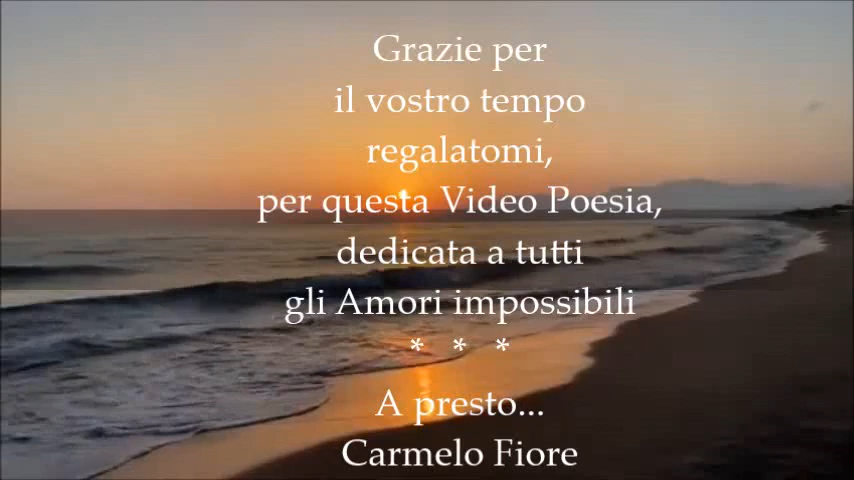 Grazie per
il vostro tempo
regalatomi,
per questa Video Poesia,
dedicata a tutti
gli Amori impossibili
* * *
A presto...
Carmelo Fiore